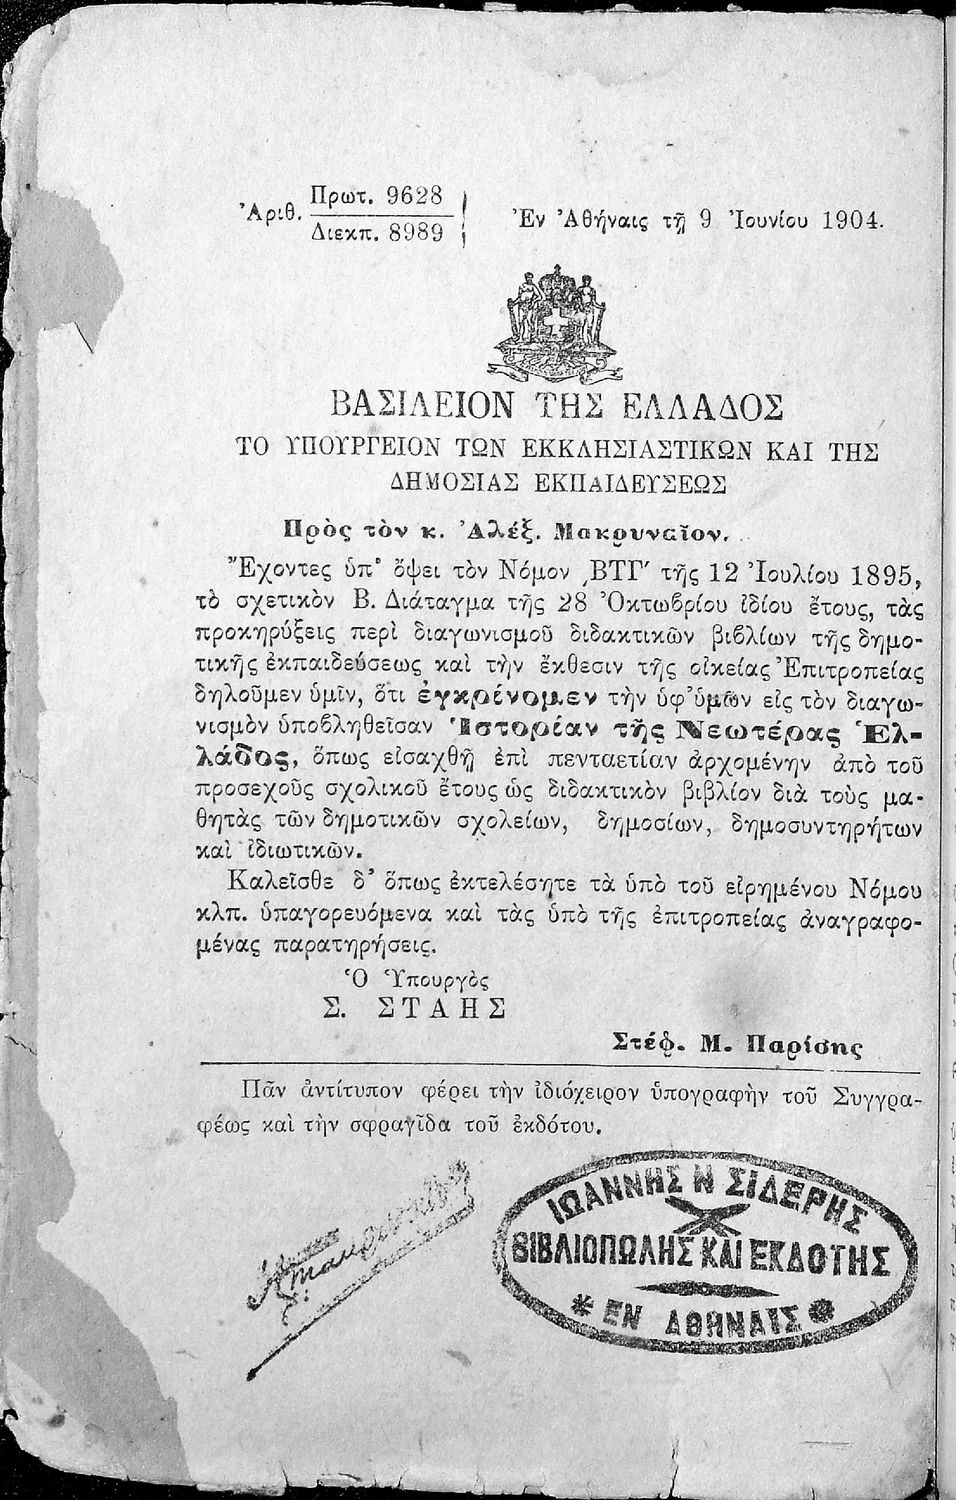 Ἀριθ. Πρωτ. 9628
Διεκπ. 8989
Ἐν Ἀθήναις τῇ 9 Ἰουνίου 1904.
ΒΑΣΙΛΕΙΟΝ ΤΗΣ ΕΛΛΑΔΟΣ
ΤΟ ΥΠΟΥΡΓΕΙΟΝ ΤΩΝ ΕΚΚΛΗΣΙΑΣΤΙΚΩΝ ΚΑΙ ΤΗΣ
ΔΗΜΟΣΙΑΣ ΕΚΠΑΙΔΕΥΣΕΩΣ
Πρὸς τὸν κ. Ἀλέξ. Μακρυναῖον.
Ἔχοντες ὑπ' ὄψει τὸν Νόμον ͵ΒΤΓ′ τῆς 12 Ἰουλίου 1895,
τὸ σχετικὸν Β. Διάταγμα τῆς 28 Ὀκτωβρίου ἰδίου ἔτους, τὰς
προκηρύξεις περὶ διαγωνισμοῦ διδακτικῶν βιβλίων τῆς δημο-
τικῆς ἐκπαιδεύσεως καὶ τὴν ἔκθεσιν τῆς οἰκείας Ἐπιτροπείας
δηλοῦμεν ὑμῖν, ὅτι ἐγκρίνομεν τὴν ὑφ' ὑμῶν εἰς τὸν διαγω-
νισμὸν ὑποβληθεῖσαν Ἱστορίαν τῆς Νεωτέρας Ἑλ-
λάδος, ὅπως εἰσαχθῇ ἐπὶ πενταετίαν ἀρχομένην ἀπὸ τοῦ
προσεχοῦς σχολικοῦ ἔτους ὡς διδακτικὸν βιβλίον διὰ τοὺς μα-
θητὰς τῶν δημοτικῶν σχολείων, δημοσίων, δημοσυντηρήτων
καὶ ἰδιωτικῶν.
Καλεῖσθε δ' ὅπως ἐκτελέσητε τὰ ὑπὸ τοῦ εἰρημένου Νόμου
κλπ. ὑπαγορευόμενα καὶ τὰς ὑπὸ τῆς ἐπιτροπείας ἀναγραφο-
μένας παρατηρήσεις.
Ὁ Ὑπουργὸς
Σ. ΣΤΑΗΣ
Στέφ. Μ. Παρίσης
Πᾶν ἀντίτυπον φέρει τὴν ἰδιόχειρον ὑπογραφὴν τοῦ Συγγρα-
φέως καὶ τὴν σφραγῖδα τοῦ ἐκδότου.
ΙΩΑΝΝΗΣ Ν ΣΙΔΕΡΗΣ
ΒΙΒΛΙΟΠΩΛΗΣ ΚΑΙ ΕΚΔΟΤΗΣ
ΕΝ ΑΘΗΝΑΙΣ